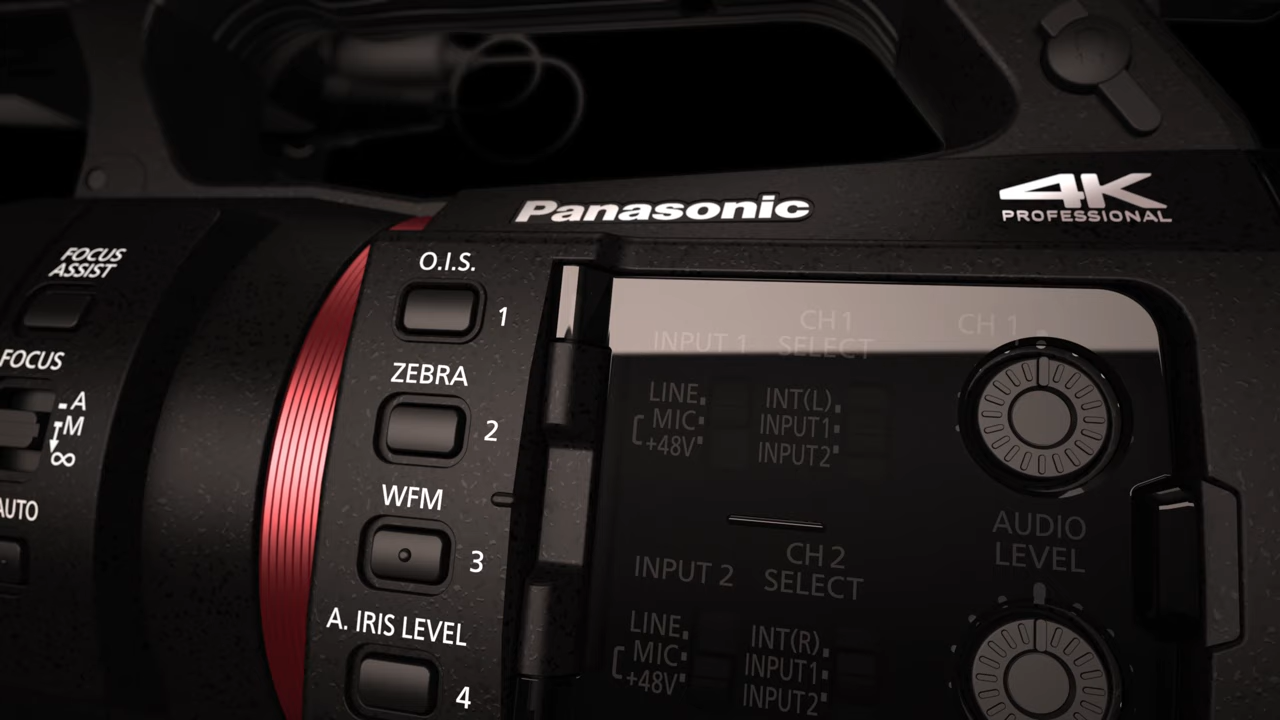 Panasonic
4K
PROFESSIONAL
FOCUS
ASSIST
FOCUS
A
M
∞
AUTO
O.I.S.
1
ZEBRA
2
WFM
3
A. IRIS LEVEL
4
INPUT 1
CH1
SELECT
CH 1
LINE
MIC
+48V
INT(L)
INPUT1
INPUT2
AUDIO
LEVEL
INPUT 2
CH 2
SELECT
LINE
MIC
+48V
INT(R)
INPUT1
INPUT2